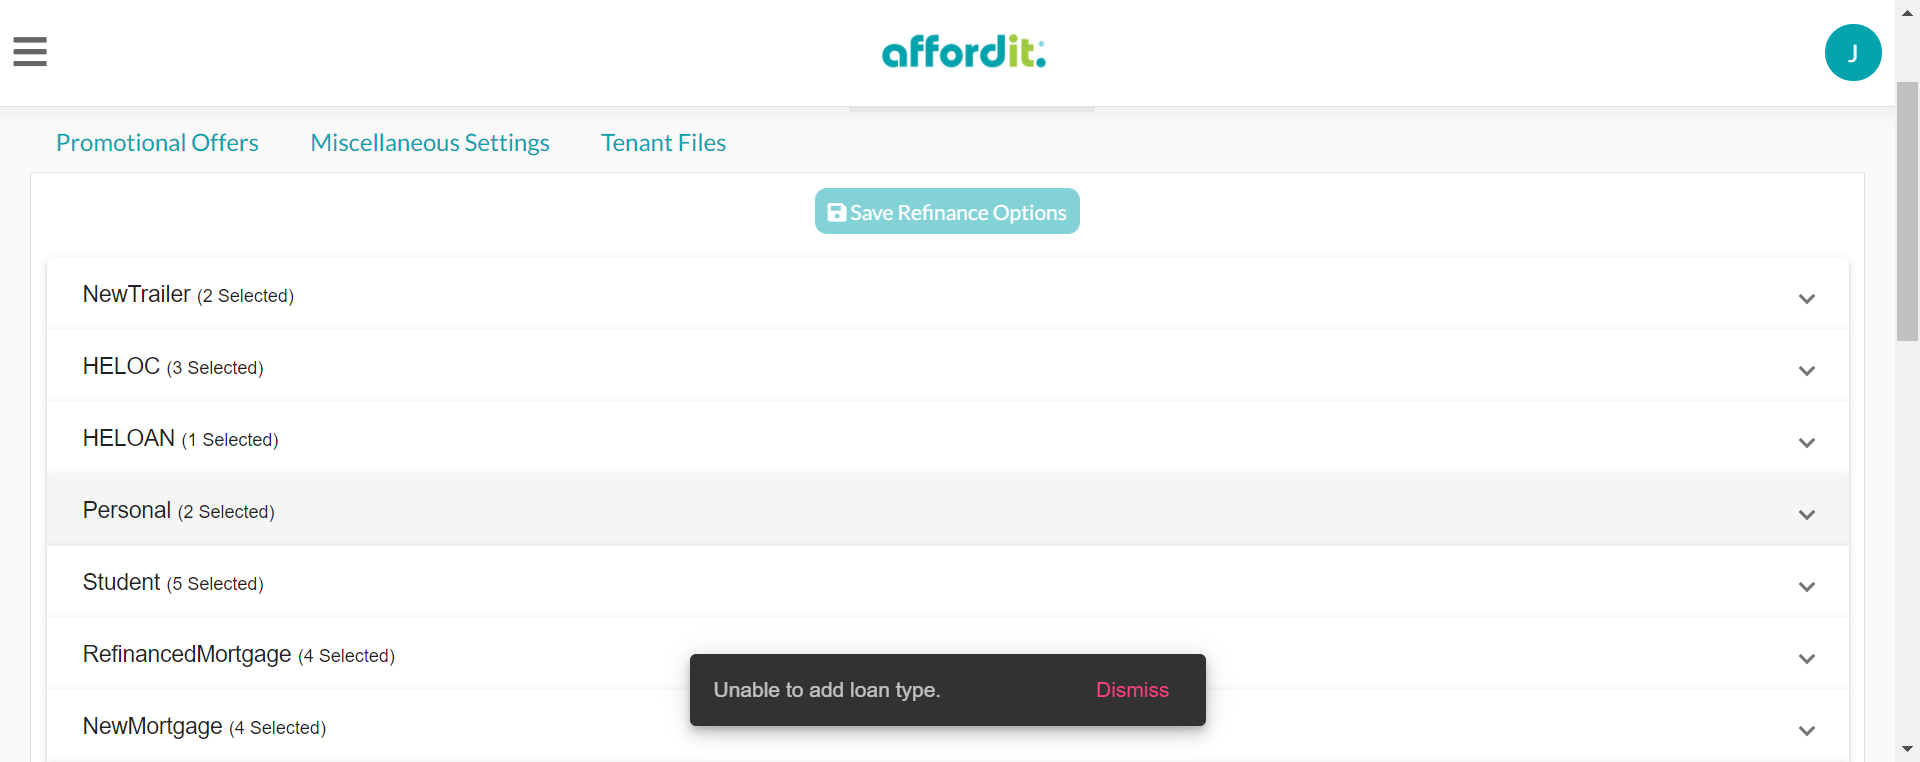 affordit:
J
Promotional Offers Miscellaneous Settings Tenant Files
Save Refinance Options
NewTrailer (2 Selected)
HELOC (3 Selected)
HELOAN (1 Selected)
Personal (2 Selected)
Student (5 Selected)
RefinancedMortgage (4 Selected)
Unable to add loan type. Dismiss
NewMortgage (4 Selected)